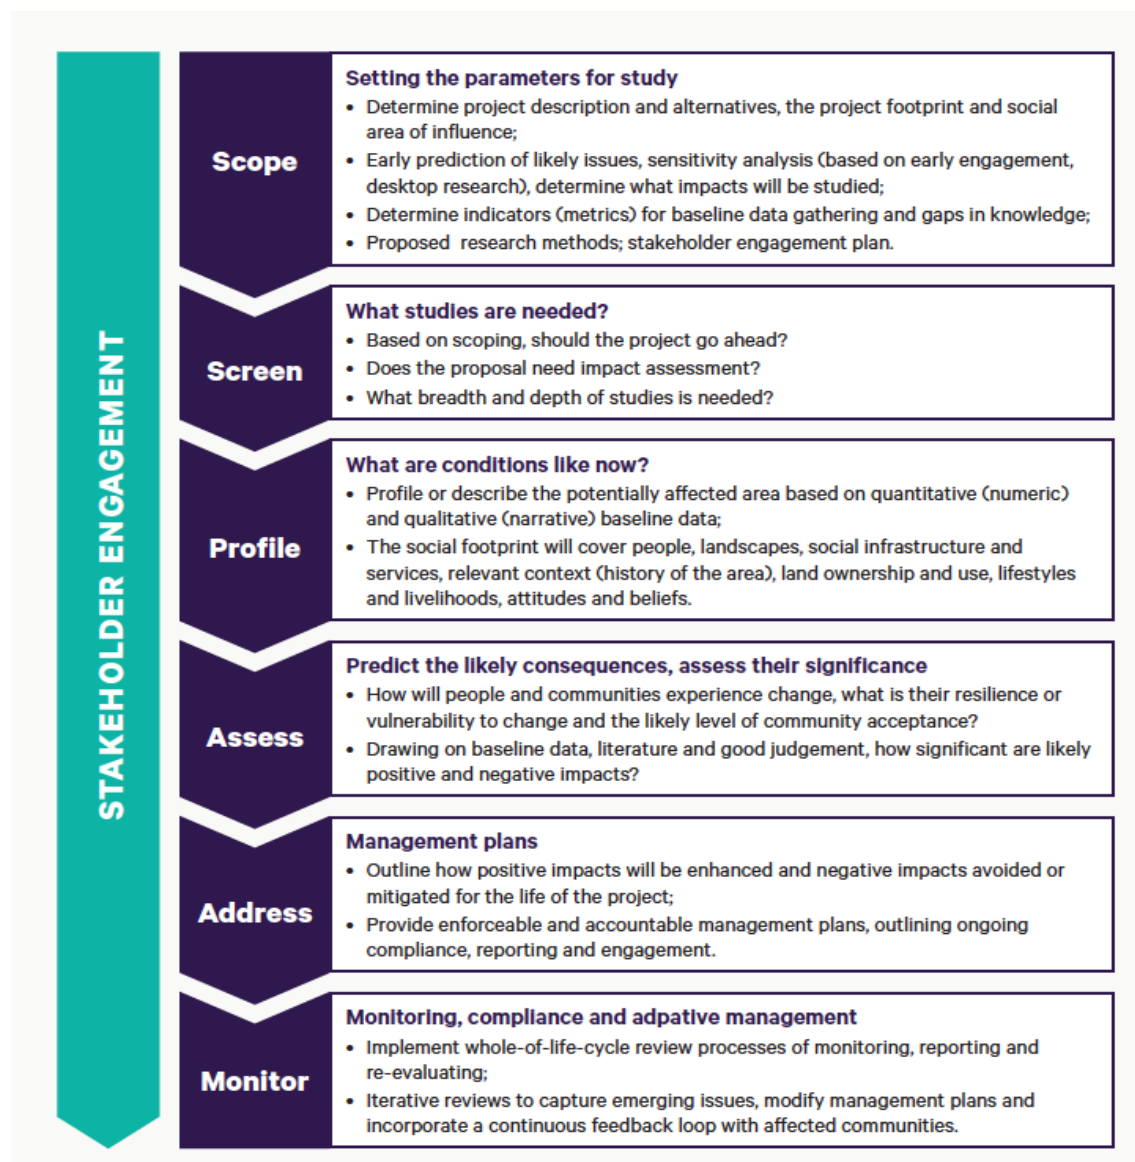 STAKEHOLDER ENGAGEMENT
Scope
Setting the parameters for study
• Determine project description and alternatives, the project footprint and social
area of influence;
• Early prediction of likely issues, sensitivity analysis (based on early engagement,
desktop research), determine what impacts will be studied;
• Determine indicators (metrics) for baseline data gathering and gaps in knowledge;
• Proposed  research methods; stakeholder engagement plan.
Screen
What studies are needed?
• Based on scoping, should the project go ahead?
• Does the proposal need impact assessment?
• What breadth and depth of studies is needed?
Profile
What are conditions like now?
• Profile or describe the potentially affected area based on quantitative (numeric)
and qualitative (narrative) baseline data;
• The social footprint will cover people, landscapes, social infrastructure and
services, relevant context (history of the area), land ownership and use, lifestyles
and livelihoods, attitudes and beliefs.
Assess
Predict the likely consequences, assess their significance
• How will people and communities experience change, what is their resilience or
vulnerability to change and the likely level of community acceptance?
• Drawing on baseline data, literature and good judgement, how significant are likely
positive and negative impacts?
Address
Management plans
• Outline how positive impacts will be enhanced and negative impacts avoided or
mitigated for the life of the project;
• Provide enforceable and accountable management plans, outlining ongoing
compliance, reporting and engagement.
Monitor
Monitoring, compliance and adpative management
• Implement whole-of-life-cycle review processes of monitoring, reporting and
re-evaluating;
• Iterative reviews to capture emerging issues, modify management plans and
incorporate a continuous feedback loop with affected communities.